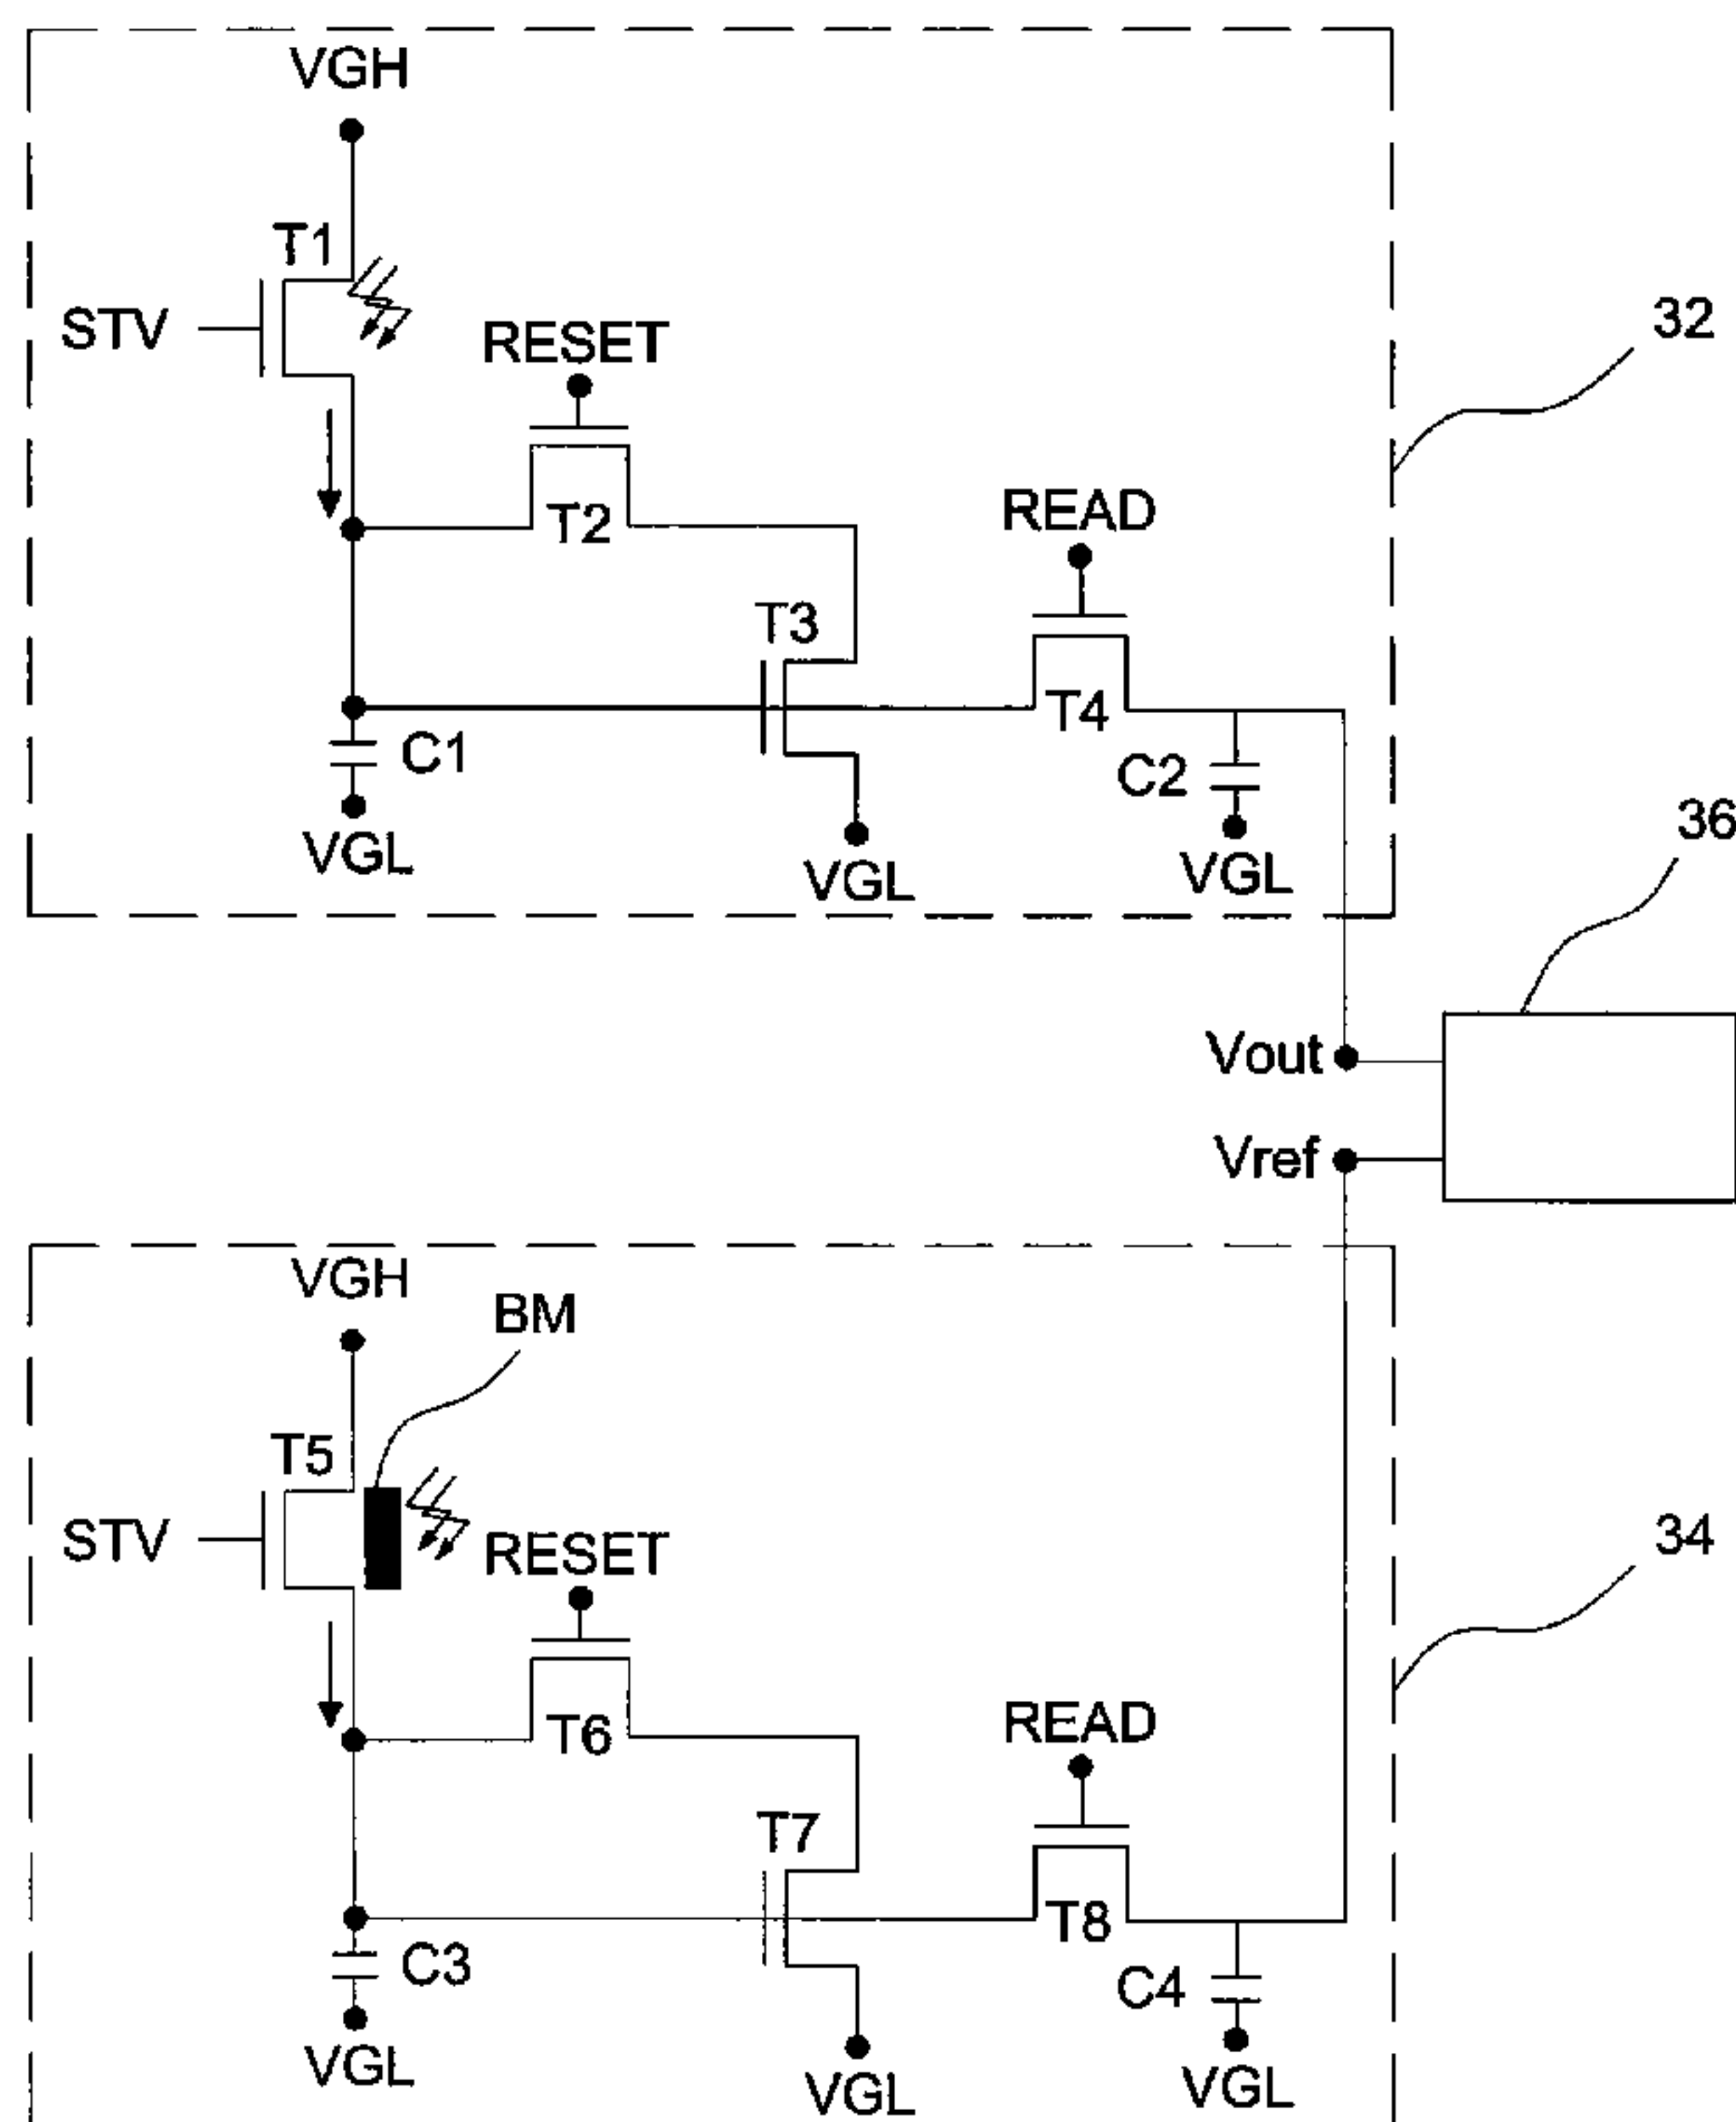 VGH
T1
STV
RESET
32
T2
READ
T3
T4
C1
C2
VGL
VGL
VGL
36
Vout
Vref
VGH
BM
T5
STV
RESET
34
T6
READ
T7
T8
C3
C4
VGL
VGL
VGL